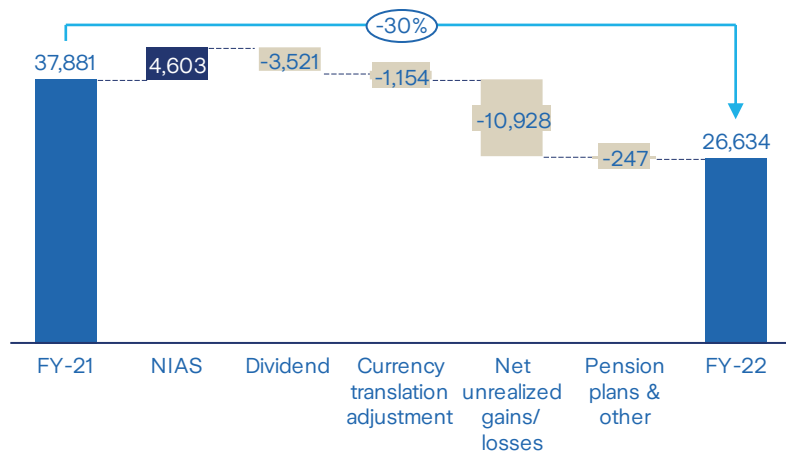 -30%
37,881
4,603
-3,521
-1,154
-10,928
-247
26,634
FY-21
NIAS
Dividend
Currency
translation
adjustment
Net
unrealized
gains/
losses
Pension
plans &
other
FY-22